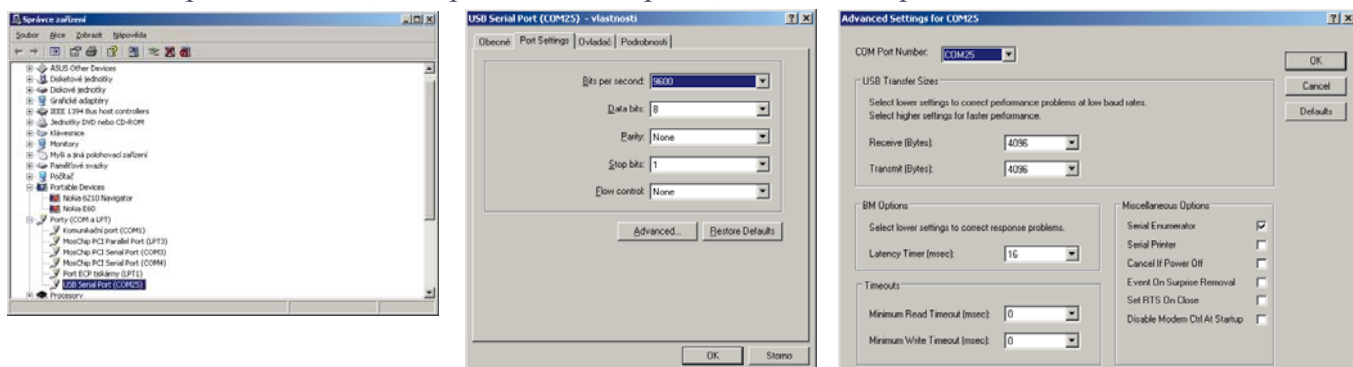 Správce zařízení
Soubor Akce Zobrazit Nápověda
ASUS Other Devices
Disketové jednotky
Diskové jednotky
Grafické adaptéry
IEEE 1394 Bus host controllers
Jednotky DVD nebo CD-ROM
Klávesnice
Monitory
Myši a jiná polohovací zařízení
Paměťové svazky
Počítač
Portable Devices
Nokia 6210 Navigator
Nokia E60
Porty (COM a LPT)
Komunikační port (COM1)
MosChip PCI Parallel Port (LPT3)
MosChip PCI Serial Port (COM3)
MosChip PCI Serial Port (COM4)
Port ECP tiskárny (LPT1)
USB Serial Port (COM25)
Procesory
USB Serial Port (COM25) - vlastnosti
Obecné Port Settings Ovladač Podrobnosti
Bits per second: 9600
Data bits: 8
Parity: None
Stop bits: 1
Flow control: None
Advanced... Restore Defaults
OK Storno
Advanced Settings for COM25
COM Port Number: COM25
OK
Cancel
Defaults
USB Transfer Sizes
Select lower settings to correct performance problems at low baud rates.
Select higher settings for faster performance.
Receive (Bytes): 4096
Transmit (Bytes): 4096
BM Options
Select lower settings to correct response problems.
Latency Timer (msec): 16
Timeouts
Minimum Read Timeout (msec): 0
Minimum Write Timeout (msec): 0
Miscellaneous Options
Serial Enumerator
Serial Printer
Cancel If Power Off
Event On Surprise Removal
Set RTS On Close
Disable Modem Ctrl At Startup